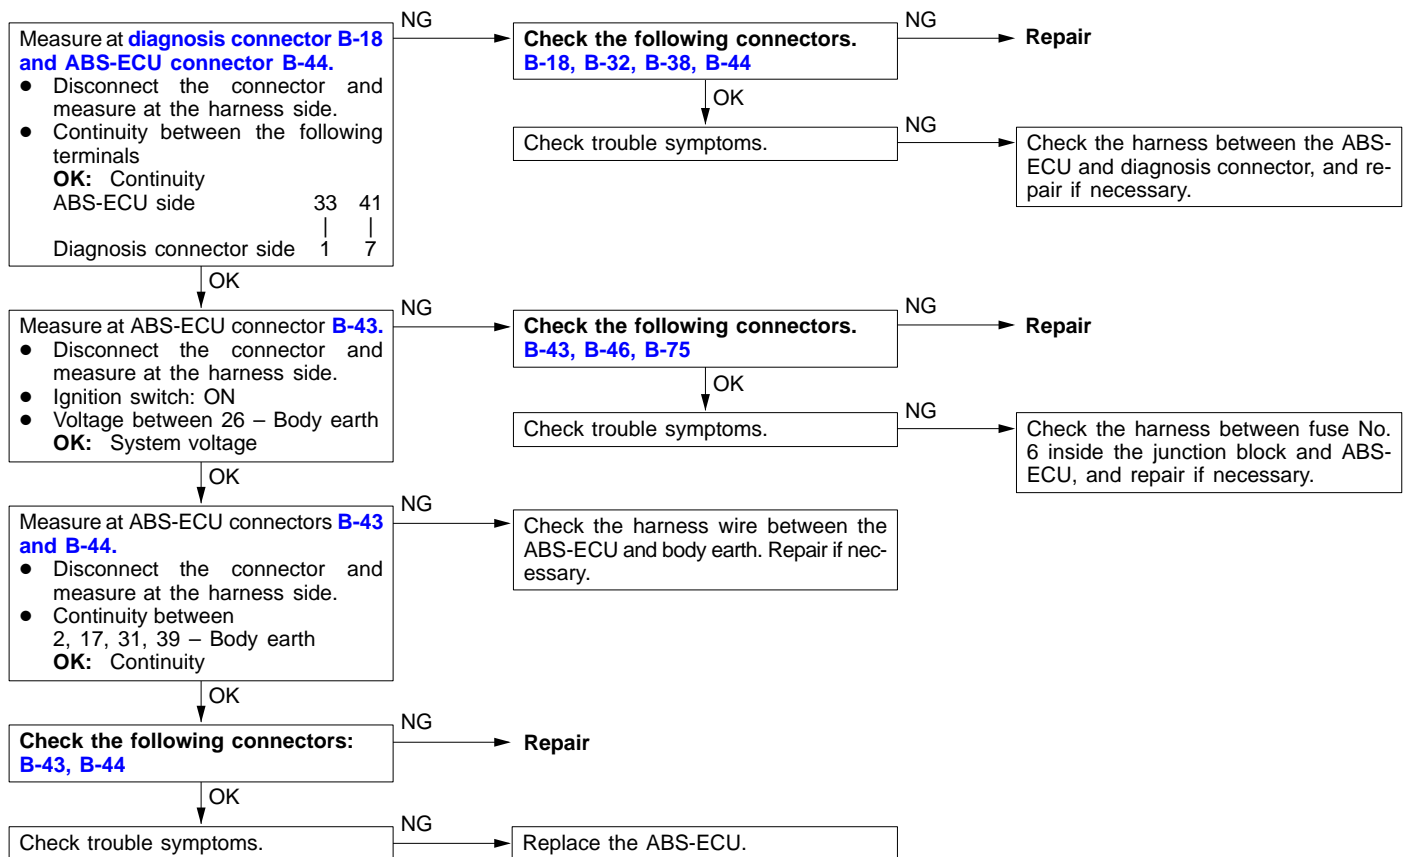 Measure at diagnosis connector B-18
and ABS-ECU connector B-44.
● Disconnect the connector and
measure at the harness side.
● Continuity between the following
terminals
OK: Continuity
ABS-ECU side 33 41
| |
Diagnosis connector side 1 7
NG
Check the following connectors.
B-18, B-32, B-38, B-44
NG
Repair
OK
Check trouble symptoms.
NG
Check the harness between the ABS-
ECU and diagnosis connector, and re-
pair if necessary.
OK
Measure at ABS-ECU connector B-43.
● Disconnect the connector and
measure at the harness side.
● Ignition switch: ON
● Voltage between 26 – Body earth
OK: System voltage
NG
Check the following connectors.
B-43, B-46, B-75
NG
Repair
OK
Check trouble symptoms.
NG
Check the harness between fuse No.
6 inside the junction block and ABS-
ECU, and repair if necessary.
OK
Measure at ABS-ECU connectors B-43
and B-44.
● Disconnect the connector and
measure at the harness side.
● Continuity between
2, 17, 31, 39 – Body earth
OK: Continuity
NG
Check the harness wire between the
ABS-ECU and body earth. Repair if nec-
essary.
OK
Check the following connectors:
B-43, B-44
NG
Repair
OK
Check trouble symptoms.
NG
Replace the ABS-ECU.